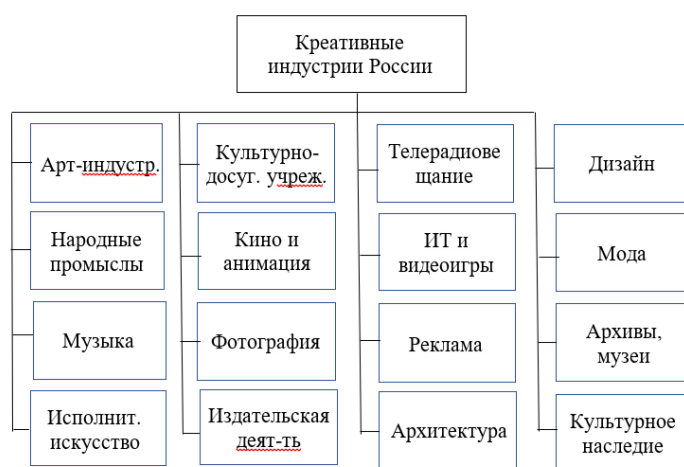 Креативные
индустрии России
Арт-индустр.
Народные
промыслы
Музыка
Исполнит.
искусство
Культурно-
досуг. учреж.
Кино и
анимация
Фотография
Издательская
деят-ть
Телерадиове
щание
ИТ и
видеоигры
Реклама
Архитектура
Дизайн
Мода
Архивы,
музеи
Культурное
наследие